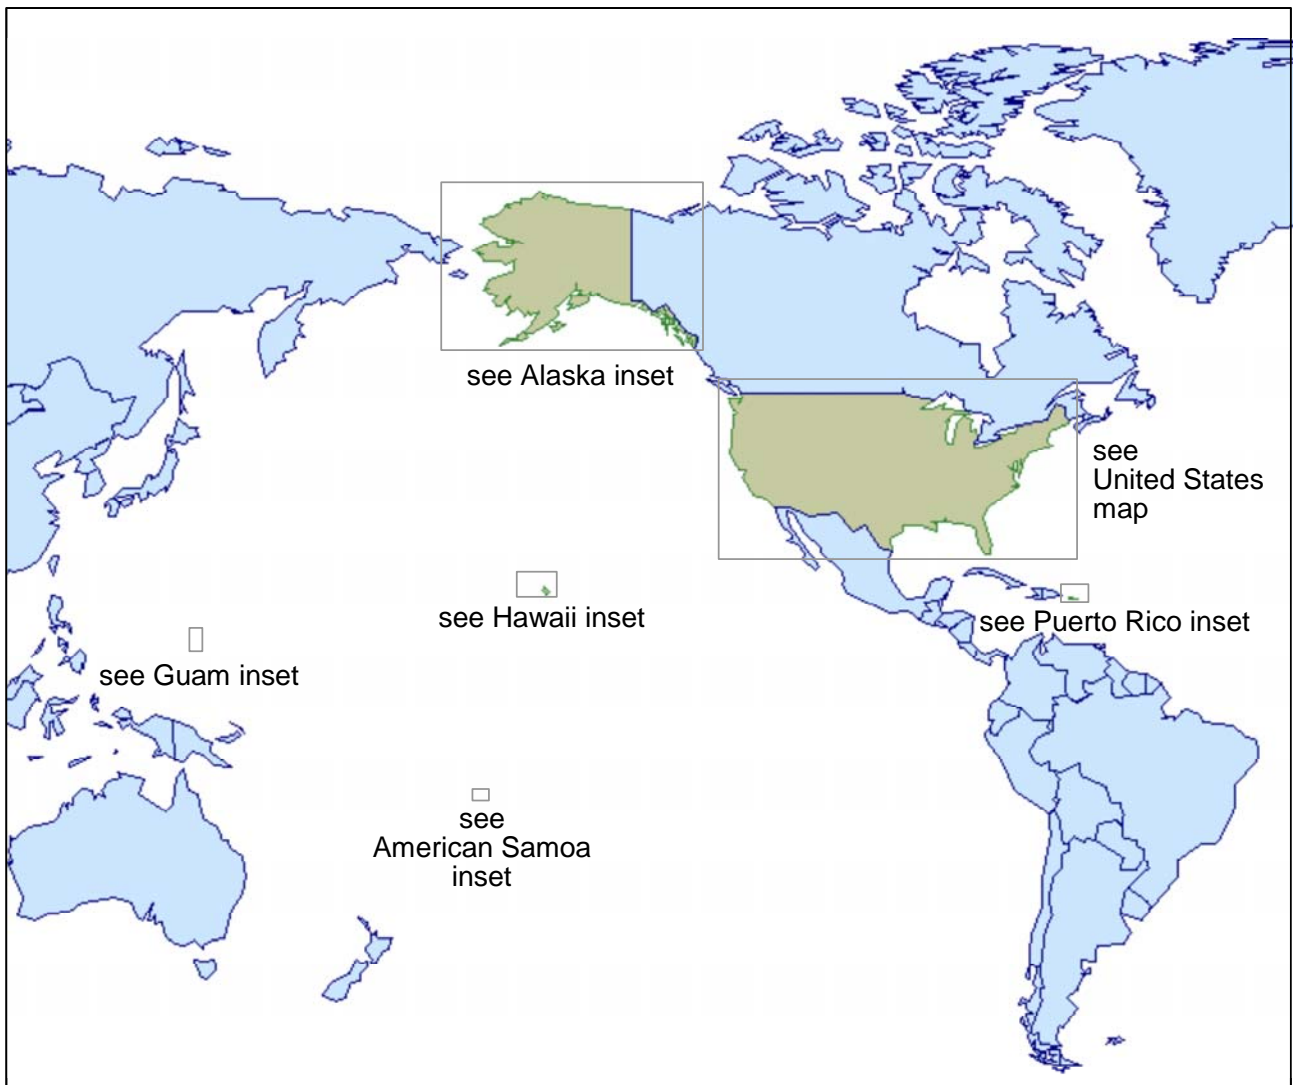 see Alaska inset
see
United States
map
see Hawaii inset
see Puerto Rico inset
see Guam inset
see
American Samoa
inset